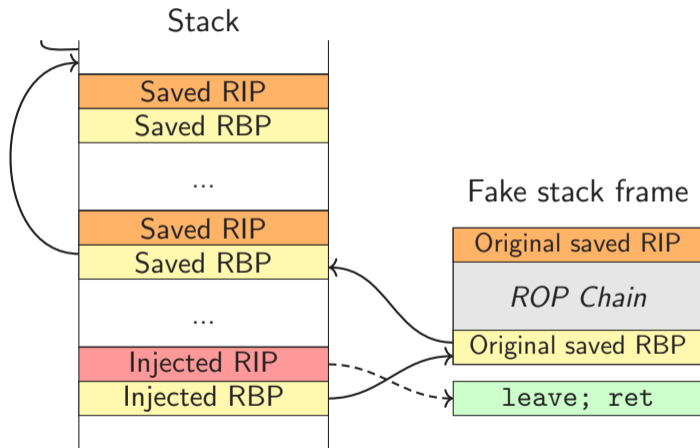 Stack
Saved RIP
Saved RBP
...
Saved RIP
Saved RBP
...
Injected RIP
Injected RBP
Fake stack frame
Original saved RIP
ROP Chain
Original saved RBP
leave; ret